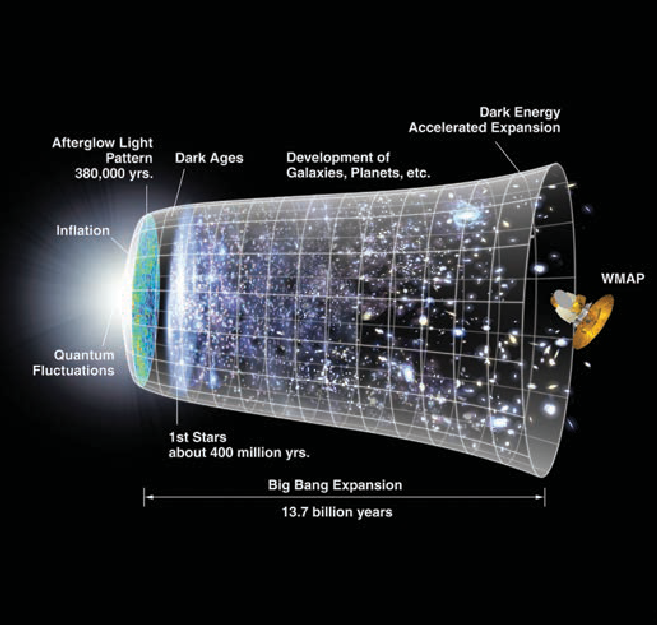 Dark Energy
Accelerated Expansion
Afterglow Light
Pattern
380,000 yrs.
Dark Ages
Development of
Galaxies, Planets, etc.
Inflation
WMAP
Quantum
Fluctuations
1st Stars
about 400 million yrs.
Big Bang Expansion
13.7 billion years